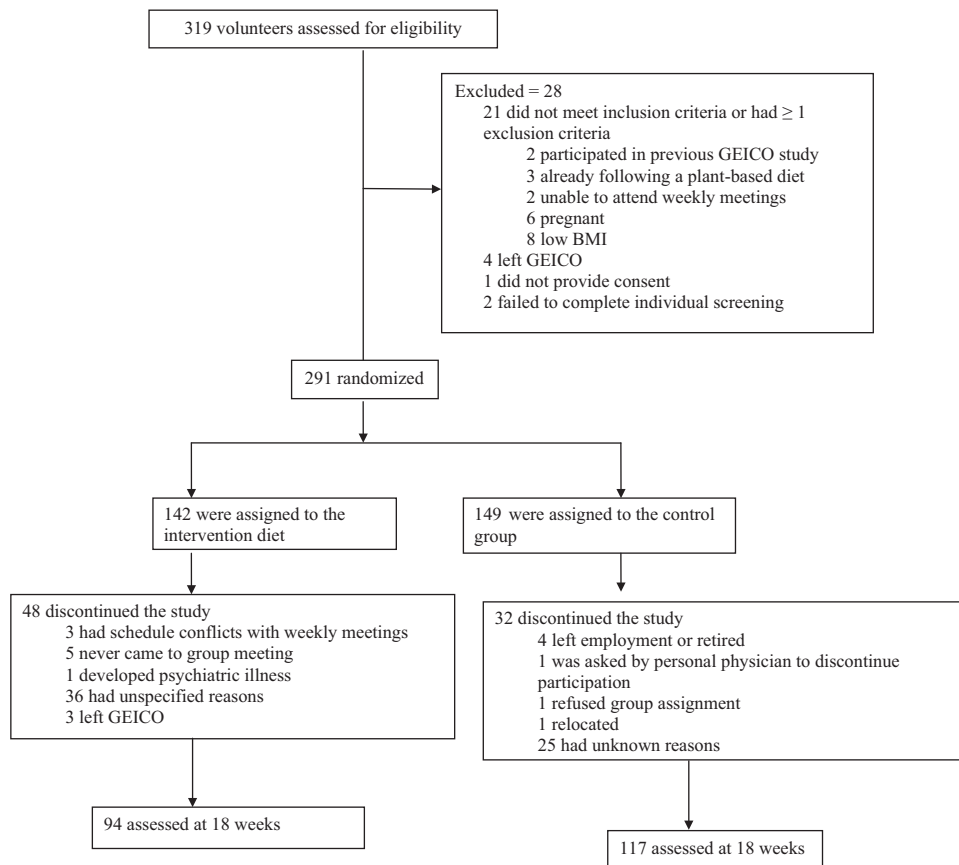 319 volunteers assessed for eligibility
Excluded = 28
21 did not meet inclusion criteria or had ≥ 1
exclusion criteria
2 participated in previous GEICO study
3 already following a plant-based diet
2 unable to attend weekly meetings
6 pregnant
8 low BMI
4 left GEICO
1 did not provide consent
2 failed to complete individual screening
291 randomized
142 were assigned to the
intervention diet
149 were assigned to the control
group
48 discontinued the study
3 had schedule conflicts with weekly meetings
5 never came to group meeting
1 developed psychiatric illness
36 had unspecified reasons
3 left GEICO
32 discontinued the study
4 left employment or retired
1 was asked by personal physician to discontinue
participation
1 refused group assignment
1 relocated
25 had unknown reasons
94 assessed at 18 weeks
117 assessed at 18 weeks